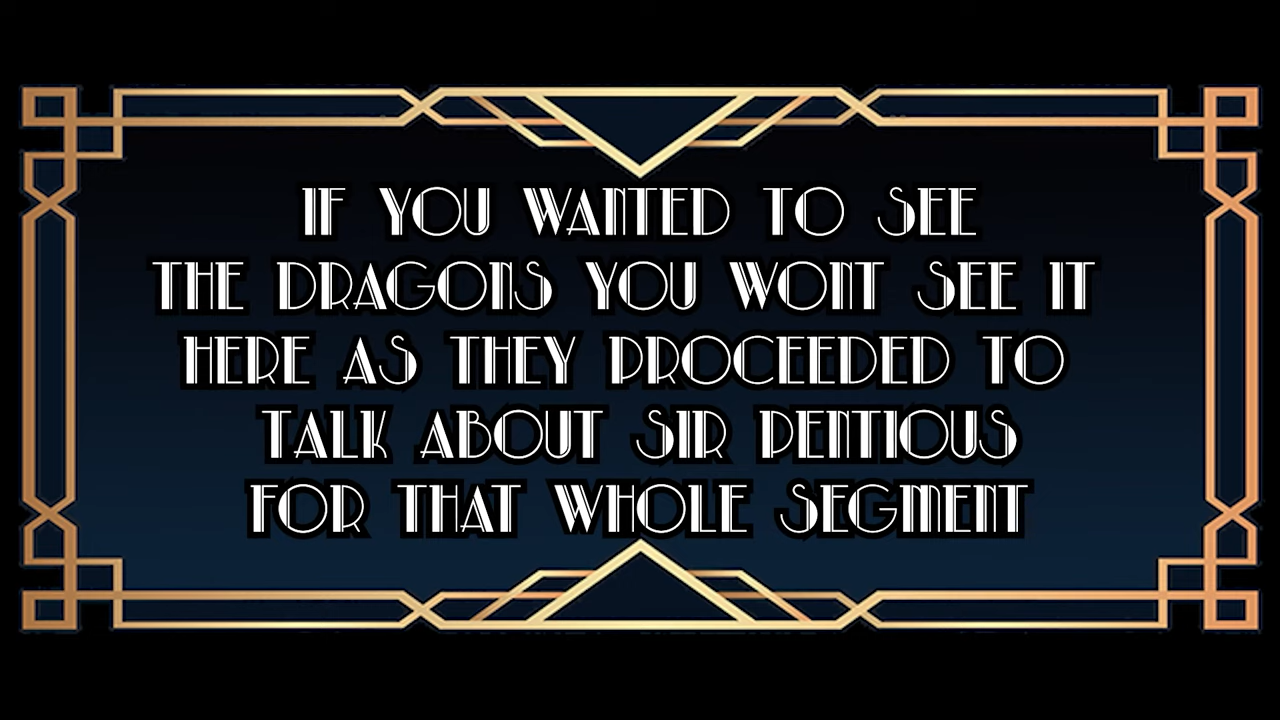 IF YOU WANTED TO SEE
THE DRAGONS YOU WONT SEE IT
HERE AS THEY PROCEEDED TO
TALK ABOUT SIR PENTIOUS
FOR THAT WHOLE SEGMENT